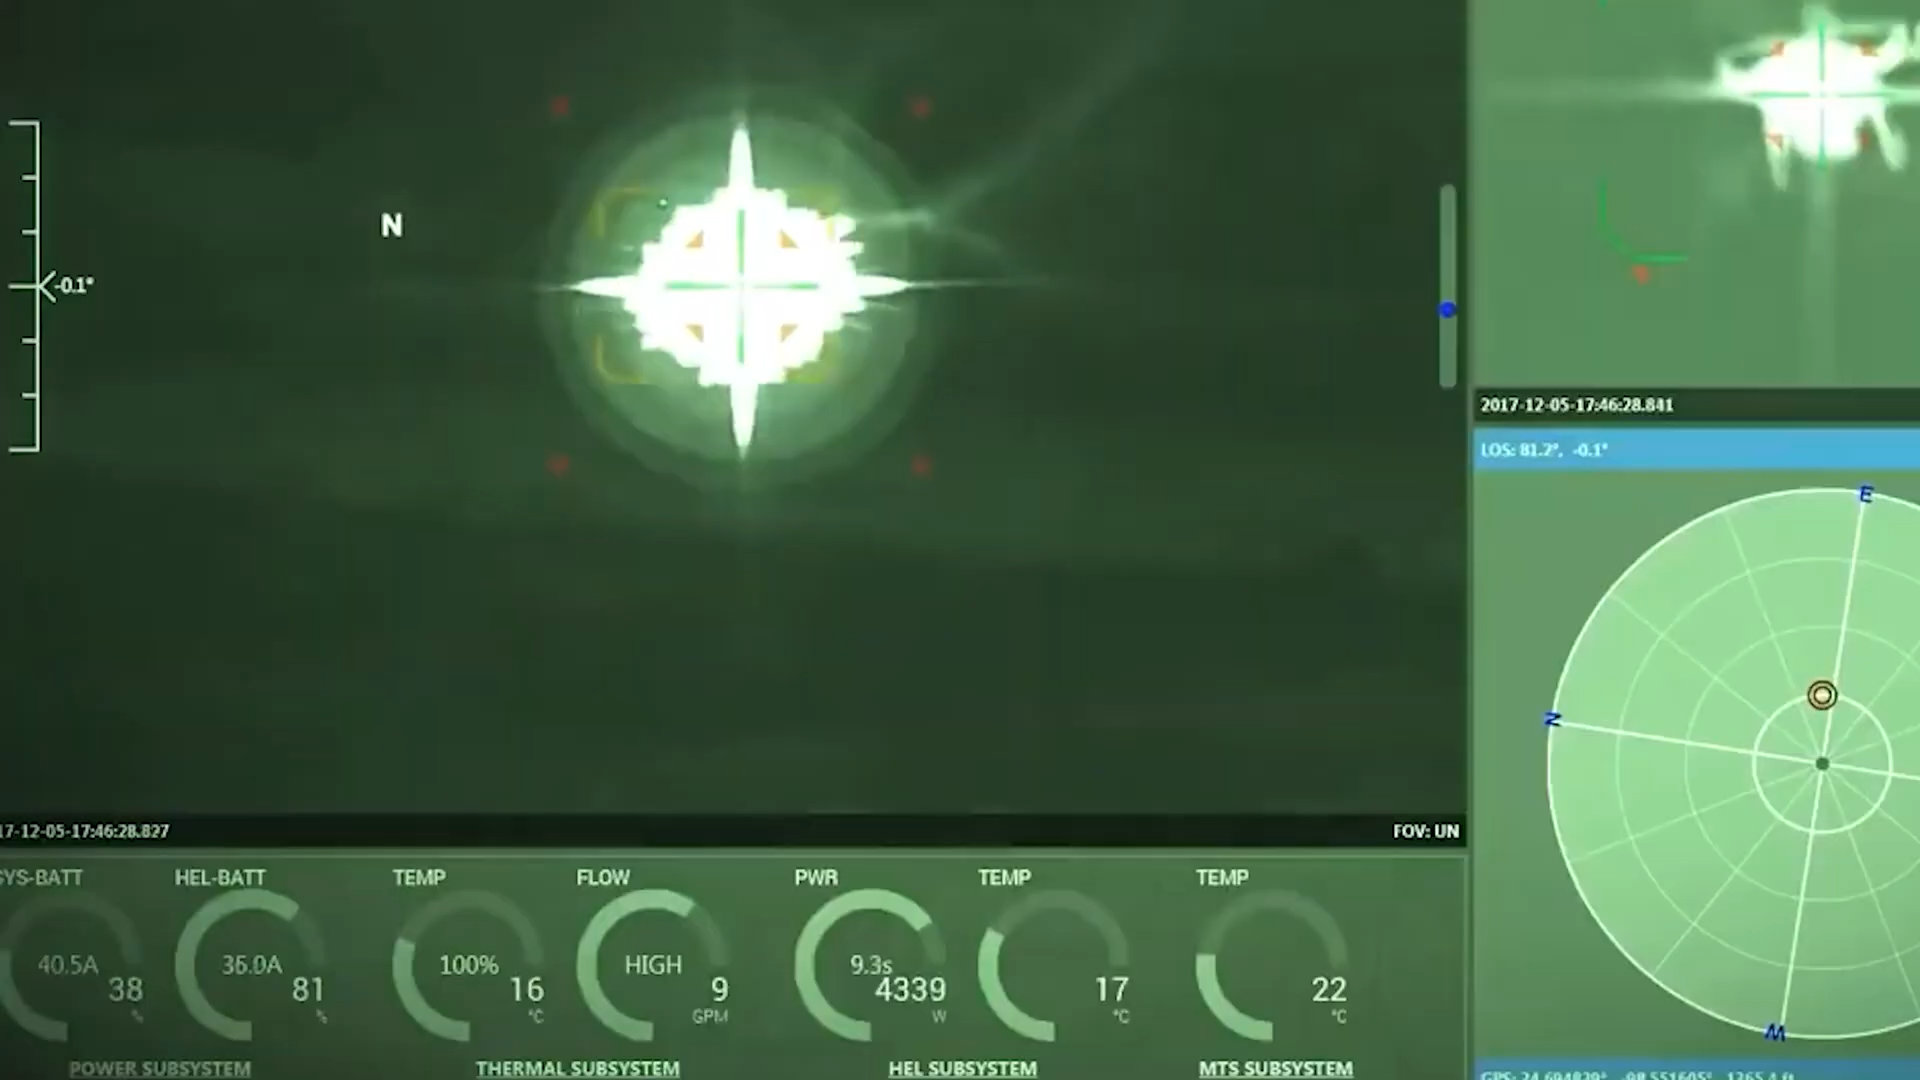 N
-0.1°
17-12-05-17:46:28.827
FOV: UN
SYS-BATT
40.5A
38
%
HEL-BATT
36.0A
81
%
POWER SUBSYSTEM
TEMP
100%
16
°C
FLOW
HIGH
9
GPM
THERMAL SUBSYSTEM
PWR
9.3s
4339
W
TEMP
17
°C
HEL SUBSYSTEM
TEMP
22
°C
MTS SUBSYSTEM
2017-12-05-17:46:28.841
LOS: 81.2°, -0.1°
E
N
W